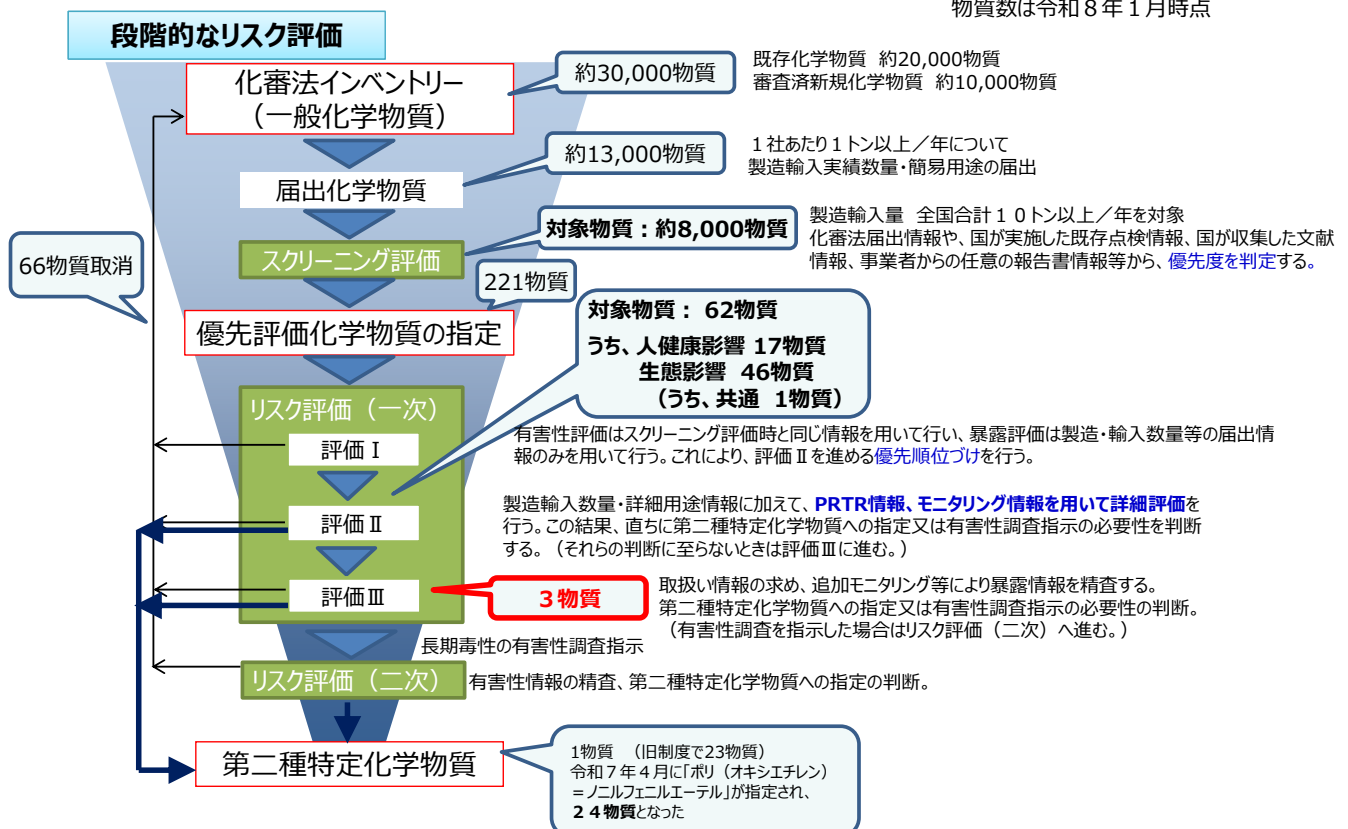 物質数は令和８年１月時点
段階的なリスク評価
化審法インベントリー
（一般化学物質）
約30,000物質
既存化学物質 約20,000物質
審査済新規化学物質 約10,000物質
約13,000物質
１社あたり１トン以上／年について
製造輸入実績数量・簡易用途の届出
届出化学物質
対象物質：約8,000物質
製造輸入量 全国合計１０トン以上／年を対象
化審法届出情報や、国が実施した既存点検情報、国が収集した文献
情報、事業者からの任意の報告書情報等から、優先度を判定する。
スクリーニング評価
66物質取消
221物質
優先評価化学物質の指定
対象物質： 62物質
うち、人健康影響 17物質
生態影響 46物質
（うち、共通 1物質）
リスク評価（一次）
評価Ⅰ
有害性評価はスクリーニング評価時と同じ情報を用いて行い、暴露評価は製造・輸入数量等の届出情
報のみを用いて行う。これにより、評価Ⅱを進める優先順位づけを行う。
評価Ⅱ
製造輸入数量・詳細用途情報に加えて、PRTR情報、モニタリング情報を用いて詳細評価を
行う。この結果、直ちに第二種特定化学物質への指定又は有害性調査指示の必要性を判断
する。（それらの判断に至らないときは評価Ⅲに進む。）
評価Ⅲ
３物質
取扱い情報の求め、追加モニタリング等により暴露情報を精査する。
第二種特定化学物質への指定又は有害性調査指示の必要性の判断。
（有害性調査を指示した場合はリスク評価（二次）へ進む。）
長期毒性の有害性調査指示
リスク評価（二次）
有害性情報の精査、第二種特定化学物質への指定の判断。
第二種特定化学物質
1物質 （旧制度で23物質）
令和７年４月に「ポリ（オキシエチレン）
＝ノニルフェニルエーテル」が指定され、
２４物質となった